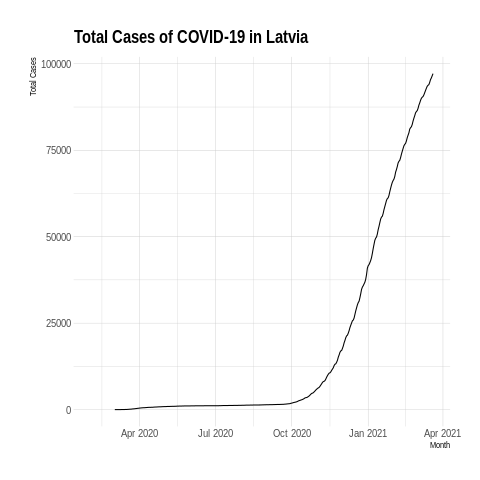 Total Cases of COVID-19 in Latvia
Total Cases
100000
75000
50000
25000
0
Apr 2020 Jul 2020 Oct 2020 Jan 2021 Apr 2021
Month